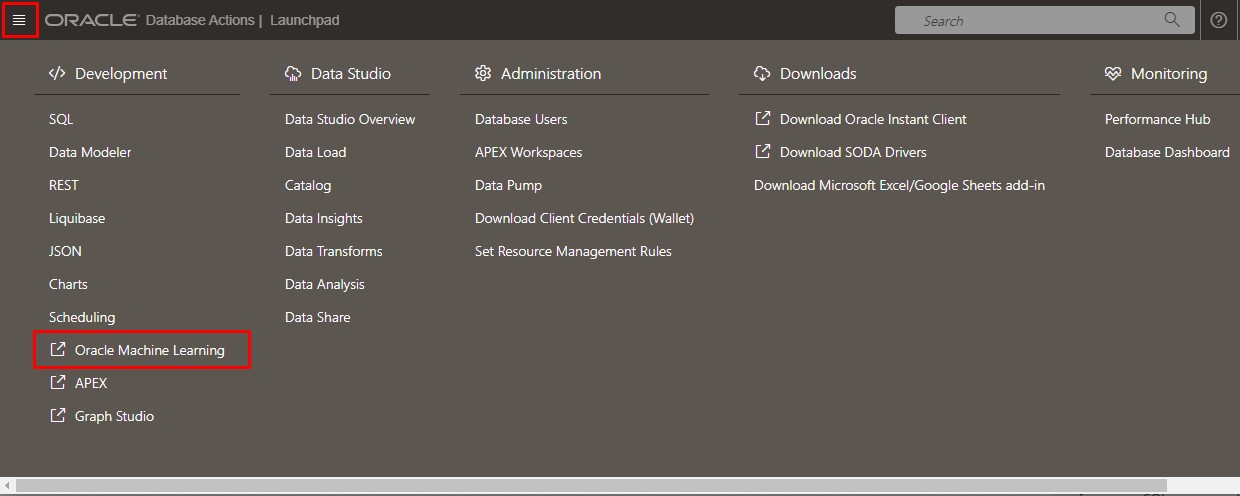 ORACLE Database Actions | Launchpad
Search
Development
SQL
Data Modeler
REST
Liquibase
JSON
Charts
Scheduling
Oracle Machine Learning
APEX
Graph Studio
Data Studio
Data Studio Overview
Data Load
Catalog
Data Insights
Data Transforms
Data Analysis
Data Share
Administration
Database Users
APEX Workspaces
Data Pump
Download Client Credentials (Wallet)
Set Resource Management Rules
Downloads
Download Oracle Instant Client
Download SODA Drivers
Download Microsoft Excel/Google Sheets add-in
Monitoring
Performance Hub
Database Dashboard